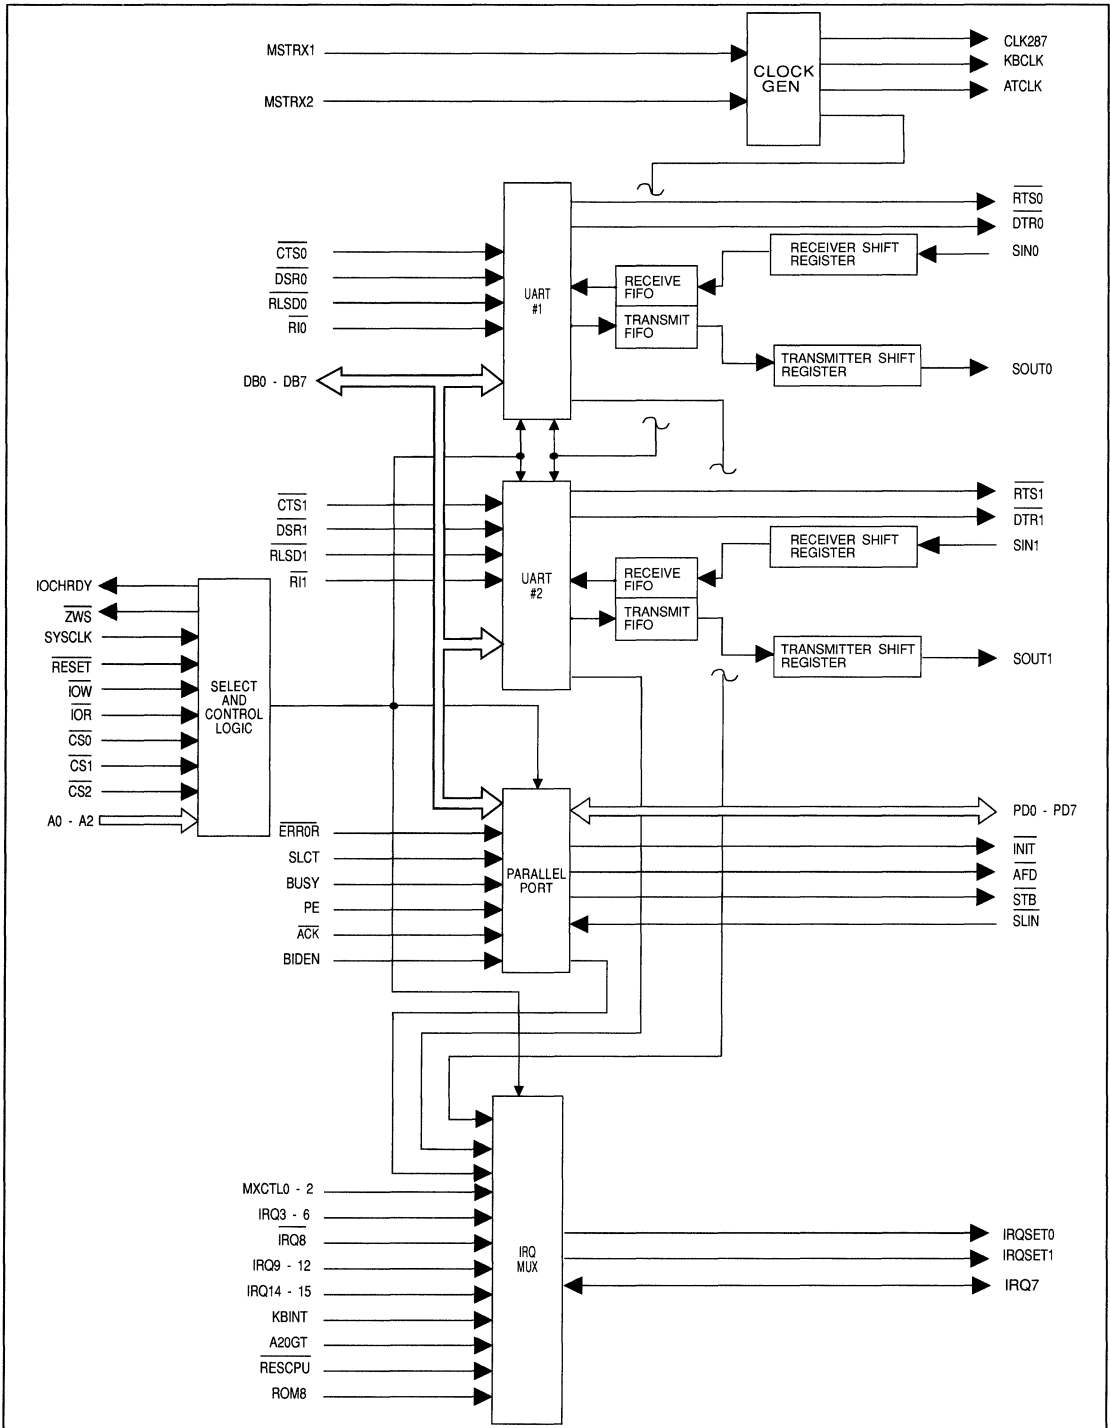 MSTRX1
MSTRX2
CLOCK
GEN
CLK287
KBCLK
ATCLK
CTS0
DSR0
RLSD0
RI0
DB0 - DB7
UART
#1
RECEIVE
FIFO
TRANSMIT
FIFO
RECEIVER SHIFT
REGISTER
TRANSMITTER SHIFT
REGISTER
RTS0
DTR0
SIN0
SOUT0
CTS1
DSR1
RLSD1
RI1
UART
#2
RECEIVE
FIFO
TRANSMIT
FIFO
RECEIVER SHIFT
REGISTER
TRANSMITTER SHIFT
REGISTER
RTS1
DTR1
SIN1
SOUT1
IOCHRDY
ZWS
SYSCLK
RESET
IOW
IOR
CS0
CS1
CS2
A0 - A2
SELECT
AND
CONTROL
LOGIC
ERR0R
SLCT
BUSY
PE
ACK
BIDEN
PARALLEL
PORT
PD0 - PD7
INIT
AFD
STB
SLIN
MXCTL0 - 2
IRQ3 - 6
IRQ8
IRQ9 - 12
IRQ14 - 15
KBINT
A20GT
RESCPU
ROM8
IRQ
MUX
IRQSET0
IRQSET1
IRQ7